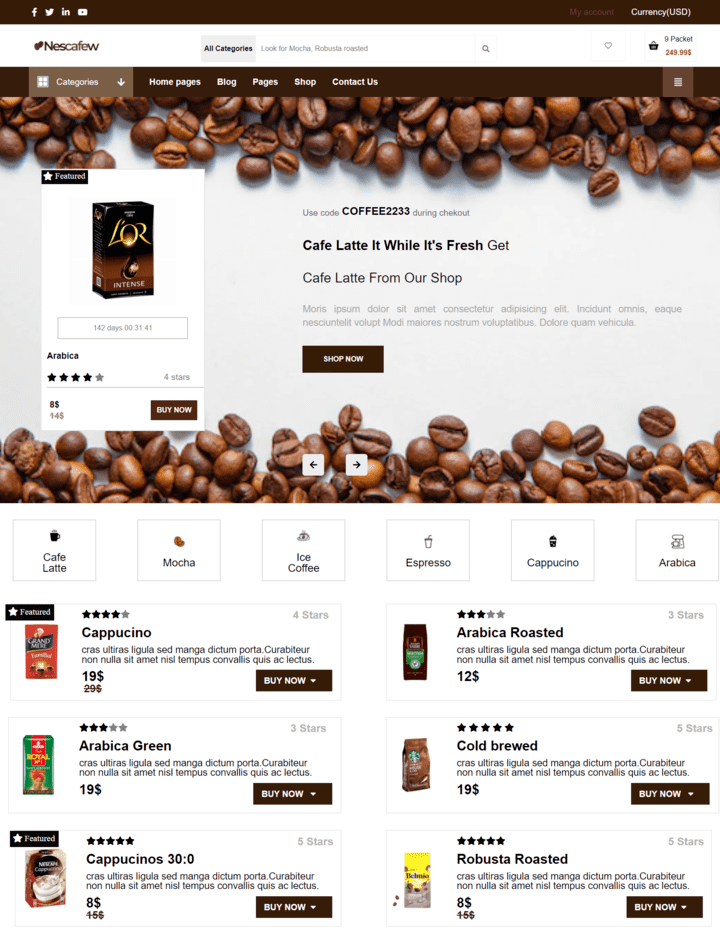 My account Currency(USD)
Nescafew
All Categories Look for Mocha, Robusta roasted
9 Packet
249.99$
Categories Home pages Blog Pages Shop Contact Us
Featured
L'OR
INTENSE
142 days 00:31:41
Arabica
4 stars
8$
14$
BUY NOW
Use code COFFEE2233 during chekout
Cafe Latte It While It's Fresh Get
Cafe Latte From Our Shop
Moris ipsum dolor sit amet consectetur adipisicing elit. Incidunt omnis, eaque
nesciuntelit volupt Modi maiores nostrum voluptatibus. Dolore quam vehicula.
SHOP NOW
Cafe
Latte
Mocha
Ice
Coffee
Espresso
Cappucino
Arabica
Featured
GRAND
MERE
Familial
4 Stars
Cappucino
cras ultiras ligula sed manga dictum porta.Curabiteur
non nulla sit amet nisl tempus convallis quis ac lectus.
19$
29$
BUY NOW
3 Stars
Arabica Roasted
cras ultiras ligula sed manga dictum porta.Curabiteur
non nulla sit amet nisl tempus convallis quis ac lectus.
12$
BUY NOW
ROYAL
3 Stars
Arabica Green
cras ultiras ligula sed manga dictum porta.Curabiteur
non nulla sit amet nisl tempus convallis quis ac lectus.
19$
BUY NOW
5 Stars
Cold brewed
cras ultiras ligula sed manga dictum porta.Curabiteur
non nulla sit amet nisl tempus convallis quis ac lectus.
19$
BUY NOW
Featured
NESCAFE
Cappuccino
5 Stars
Cappucinos 30:0
cras ultiras ligula sed manga dictum porta.Curabiteur
non nulla sit amet nisl tempus convallis quis ac lectus.
8$
15$
BUY NOW
Belmio
5 Stars
Robusta Roasted
cras ultiras ligula sed manga dictum porta.Curabiteur
non nulla sit amet nisl tempus convallis quis ac lectus.
8$
15$
BUY NOW